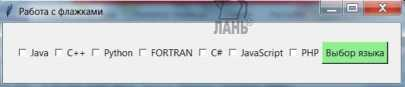 Работа с флажками
ЛАНЬ®
Java C++ Python FORTRAN C# JavaScript PHP Выбор языка